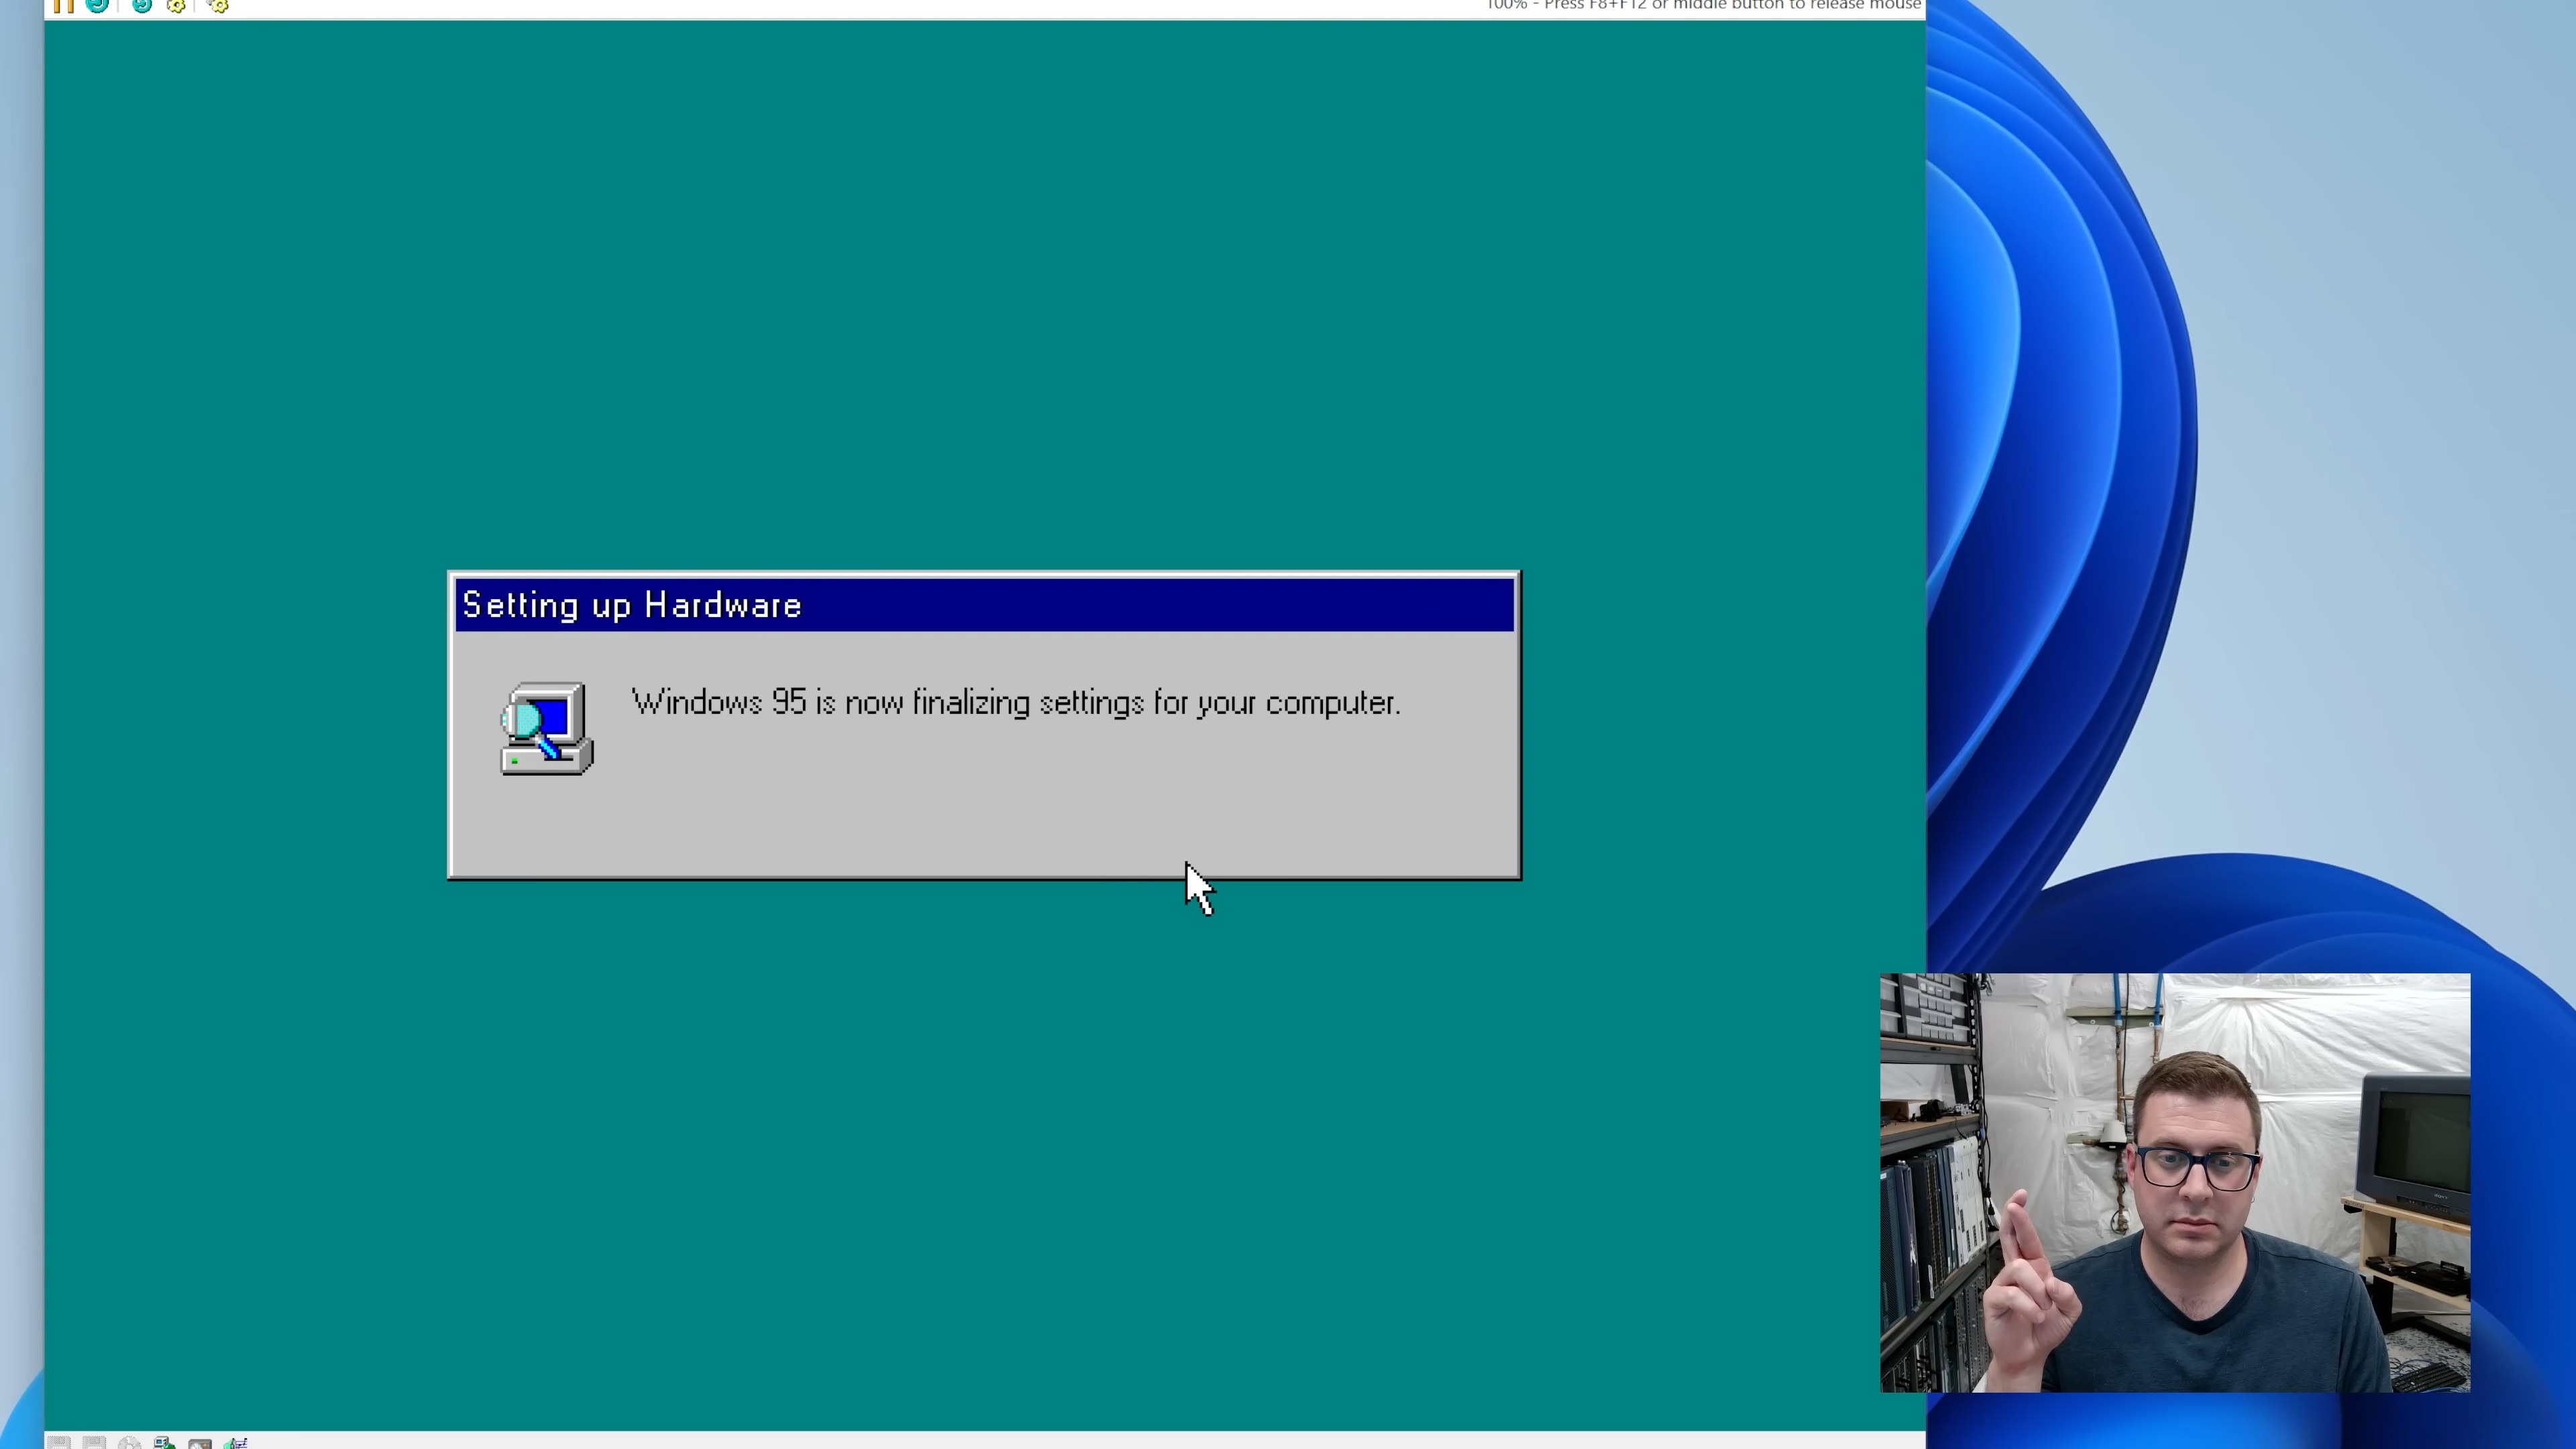 100% - Press F8+F12 or middle button to release mouse
Setting up Hardware
Windows 95 is now finalizing settings for your computer.